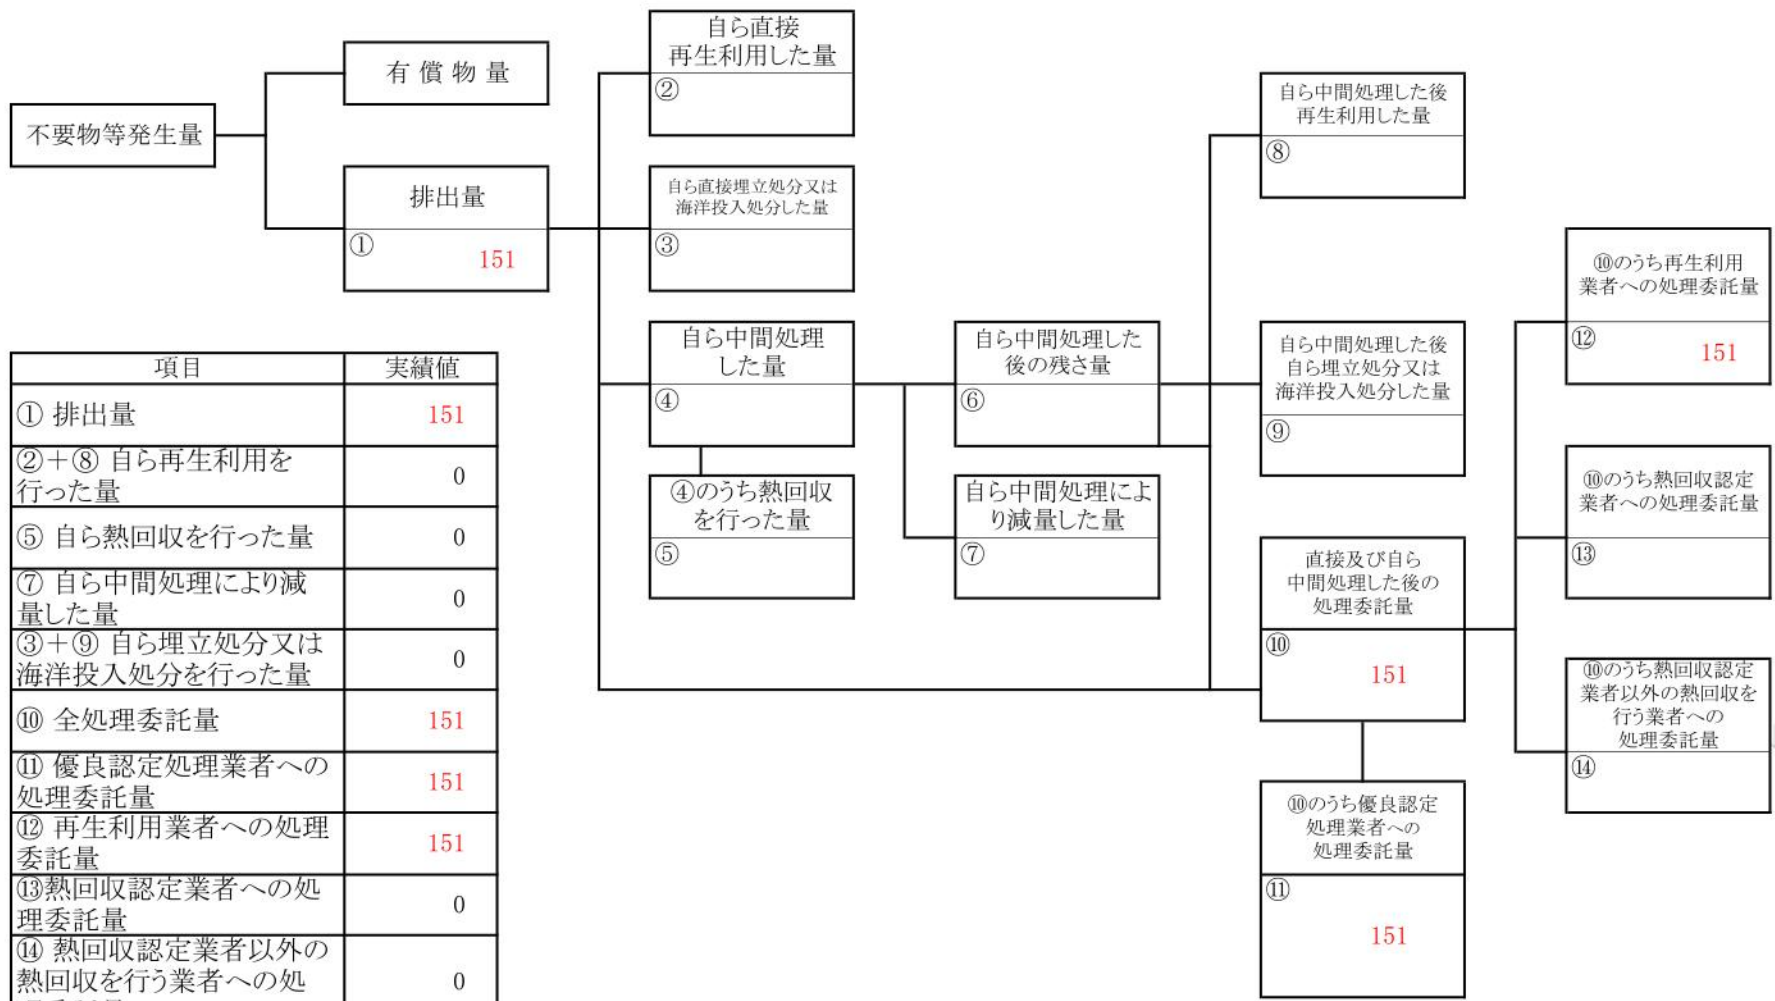 有 償 物 量
不要物等発生量
排出量
①
151
自ら直接
再生利用した量
②
自ら直接埋立処分又は
海洋投入処分した量
③
自ら中間処理
した量
④
④のうち熱回収
を行った量
⑤
自ら中間処理した
後の残さ量
⑥
自ら中間処理によ
り減量した量
⑦
自ら中間処理した後
再生利用した量
⑧
自ら中間処理した後
自ら埋立処分又は
海洋投入処分した量
⑨
直接及び自ら
中間処理した後の
処理委託量
⑩
151
⑩のうち優良認定
処理業者への
処理委託量
⑪
151
⑩のうち再生利用
業者への処理委託量
⑫
151
⑩のうち熱回収認定
業者への処理委託量
⑬
⑩のうち熱回収認定
業者以外の熱回収を
行う業者への
処理委託量
⑭
項目 実績値
① 排出量 151
②＋⑧ 自ら再生利用を
行った量 0
⑤ 自ら熱回収を行った量 0
⑦ 自ら中間処理により減
量した量 0
③＋⑨ 自ら埋立処分又は
海洋投入処分を行った量 0
⑩ 全処理委託量 151
⑪ 優良認定処理業者への
処理委託量 151
⑫ 再生利用業者への処理
委託量 151
⑬熱回収認定業者への処
理委託量 0
⑭ 熱回収認定業者以外の
熱回収を行う業者への処 0